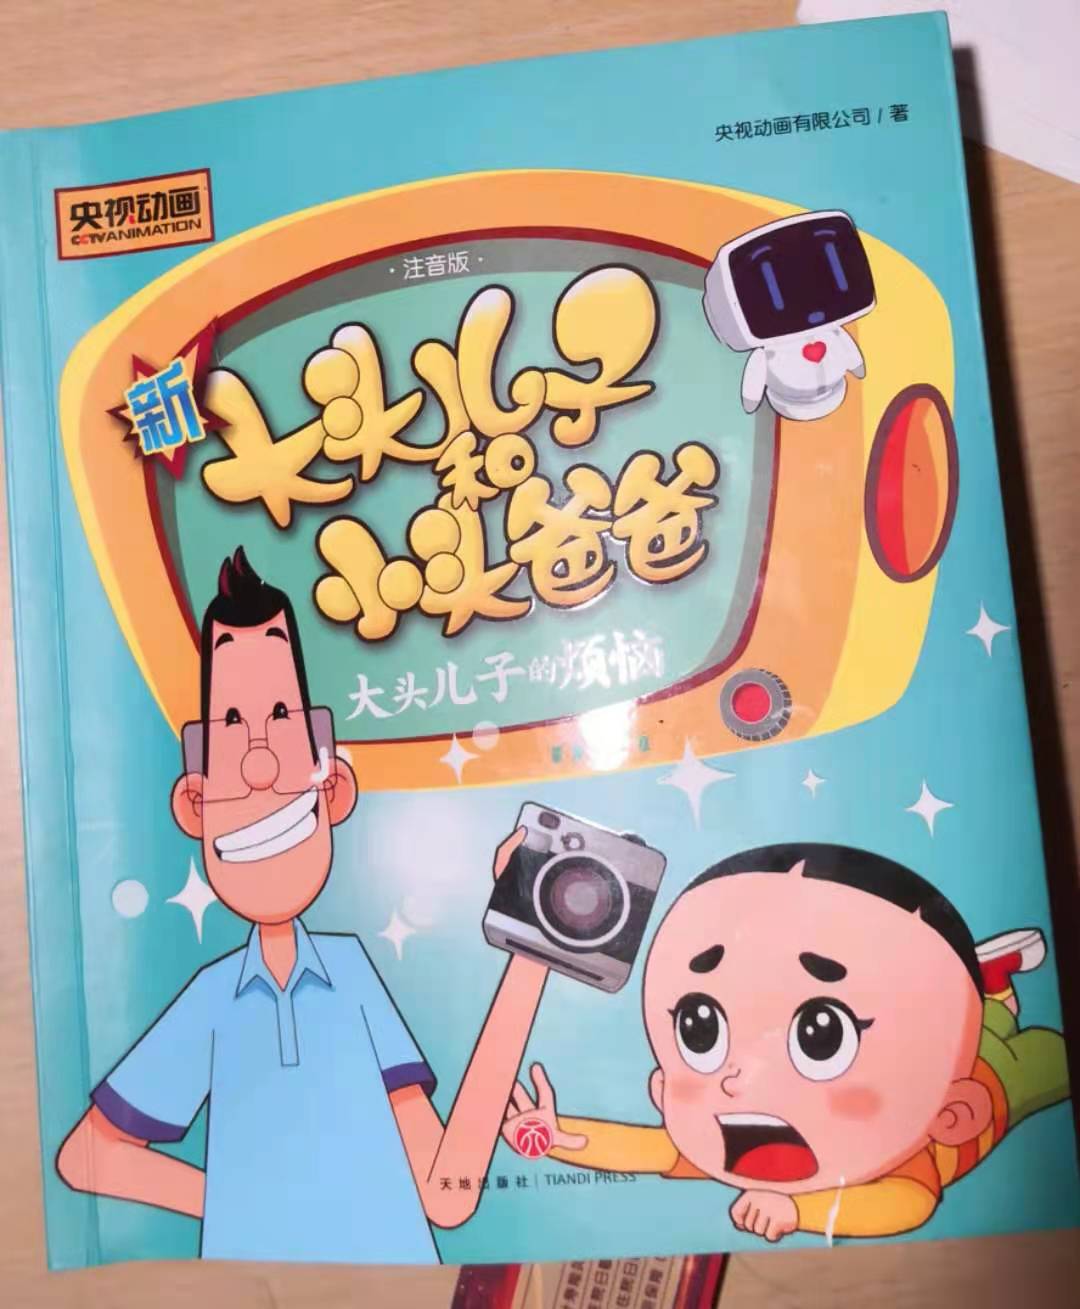 央视动画有限公司 / 著
央视动画
CCTV ANIMATION
· 注音版 ·
新
大头儿子
和
小头爸爸
大头儿子的烦恼
天地出版社 | TIANDI PRESS